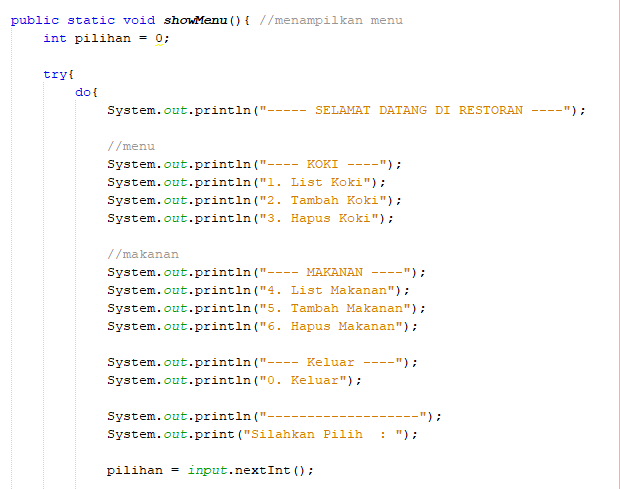 public static void showMenu(){ //menampilkan menu
int pilihan = 0;
try{
do{
System.out.println("----- SELAMAT DATANG DI RESTORAN ----");
//menu
System.out.println("---- KOKI ----");
System.out.println("1. List Koki");
System.out.println("2. Tambah Koki");
System.out.println("3. Hapus Koki");
//makanan
System.out.println("---- MAKANAN ----");
System.out.println("4. List Makanan");
System.out.println("5. Tambah Makanan");
System.out.println("6. Hapus Makanan");
System.out.println("---- Keluar ----");
System.out.println("0. Keluar");
System.out.println("-------------------");
System.out.print("Silahkan Pilih  : ");
pilihan = input.nextInt();